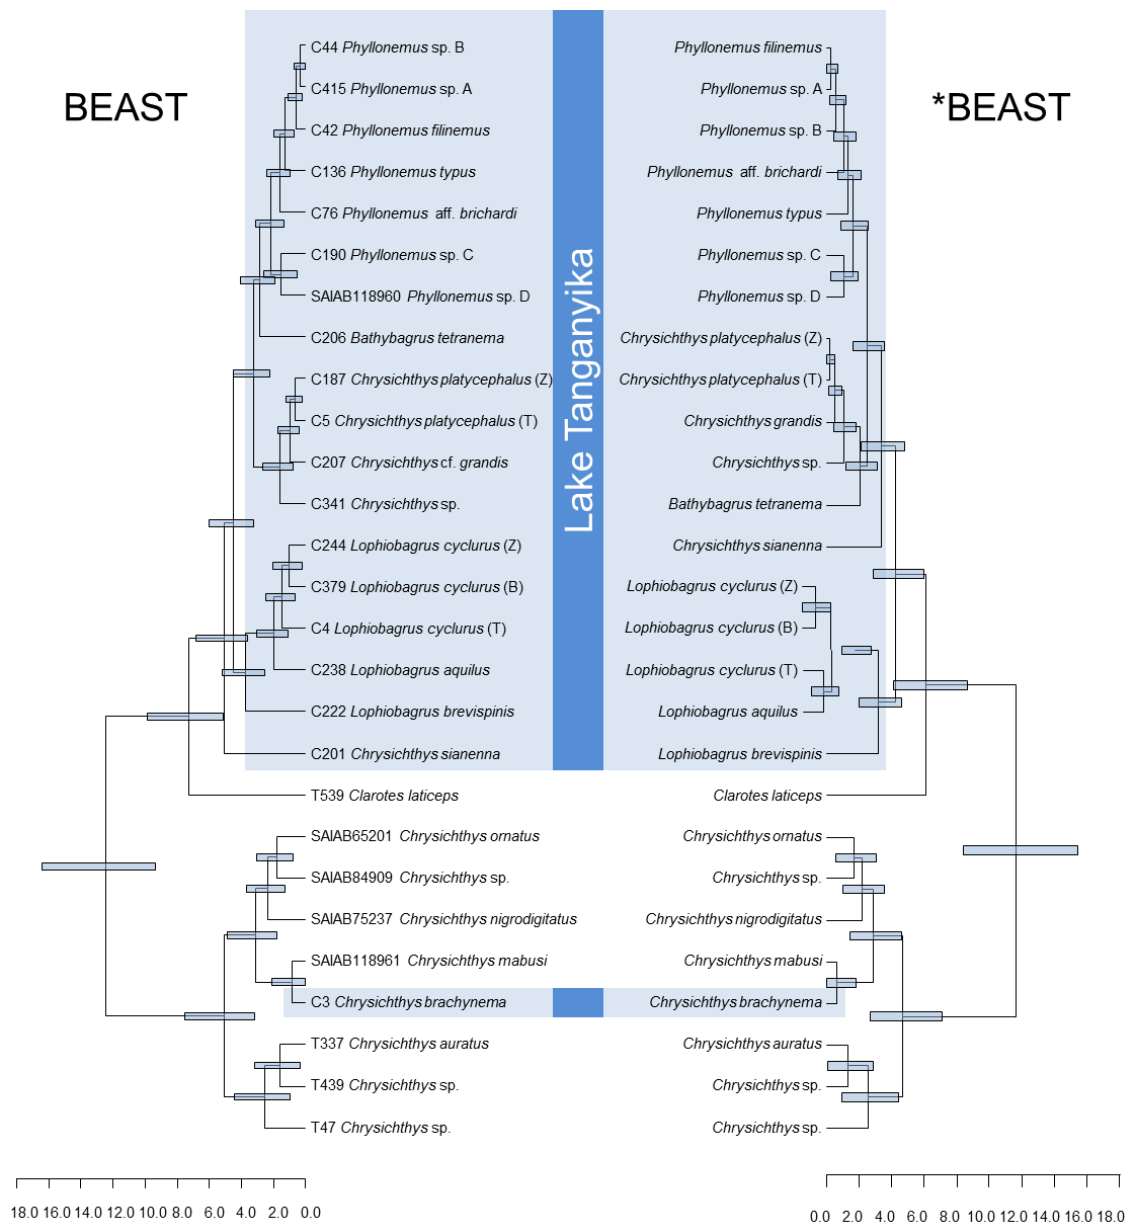 BEAST
*BEAST
Lake Tanganyika
C44 Phyllonemus sp. B
C415 Phyllonemus sp. A
C42 Phyllonemus filinemus
C136 Phyllonemus typus
C76 Phyllonemus aff. brichardi
C190 Phyllonemus sp. C
SAIAB118960 Phyllonemus sp. D
C206 Bathybagrus tetranema
C187 Chrysichthys platycephalus (Z)
C5 Chrysichthys platycephalus (T)
C207 Chrysichthys cf. grandis
C341 Chrysichthys sp.
C244 Lophiobagrus cyclurus (Z)
C379 Lophiobagrus cyclurus (B)
C4 Lophiobagrus cyclurus (T)
C238 Lophiobagrus aquilus
C222 Lophiobagrus brevispinis
C201 Chrysichthys sianenna
T539 Clarotes laticeps
SAIAB65201 Chrysichthys ornatus
SAIAB84909 Chrysichthys sp.
SAIAB75237 Chrysichthys nigrodigitatus
SAIAB118961 Chrysichthys mabusi
C3 Chrysichthys brachynema
T337 Chrysichthys auratus
T439 Chrysichthys sp.
T47 Chrysichthys sp.
18.0 16.0 14.0 12.0 10.0 8.0 6.0 4.0 2.0 0.0
Phyllonemus filinemus
Phyllonemus sp. A
Phyllonemus sp. B
Phyllonemus aff. brichardi
Phyllonemus typus
Phyllonemus sp. C
Phyllonemus sp. D
Chrysichthys platycephalus (Z)
Chrysichthys platycephalus (T)
Chrysichthys grandis
Chrysichthys sp.
Bathybagrus tetranema
Chrysichthys sianenna
Lophiobagrus cyclurus (Z)
Lophiobagrus cyclurus (B)
Lophiobagrus cyclurus (T)
Lophiobagrus aquilus
Lophiobagrus brevispinis
Clarotes laticeps
Chrysichthys ornatus
Chrysichthys sp.
Chrysichthys nigrodigitatus
Chrysichthys mabusi
Chrysichthys brachynema
Chrysichthys auratus
Chrysichthys sp.
Chrysichthys sp.
0.0 2.0 4.0 6.0 8.0 10.0 12.0 14.0 16.0 18.0